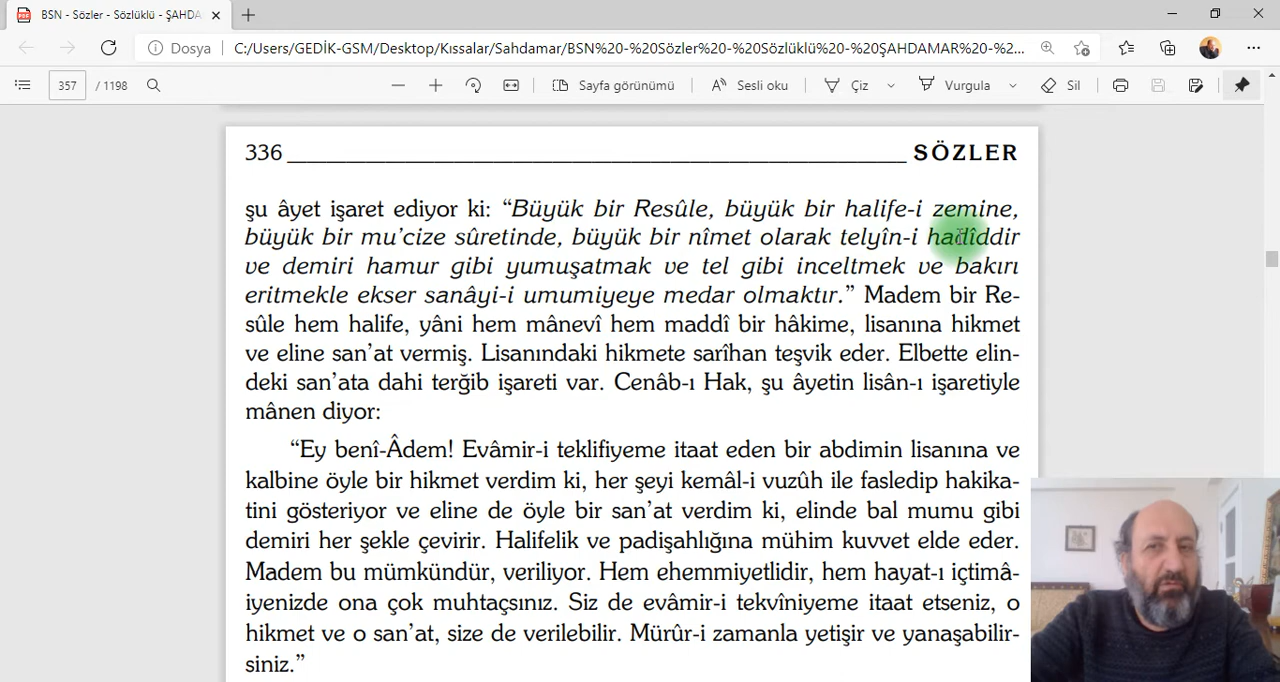 BSN - Sözler - Sözlüklü - ŞAHDA
Dosya
C:/Users/GEDİK-GSM/Desktop/Kıssalar/Sahdamar/BSN%20-%20Sözler%20-%20Sözlüklü%20-%20ŞAHDAMAR%20-%...
357 / 1198
Sayfa görünümü
Sesli oku
Çiz
Vurgula
Sil
336 SÖZLER
şu âyet işaret ediyor ki: “Büyük bir Resûle, büyük bir halife-i zemine,
büyük bir mu’cize sûretinde, büyük bir nîmet olarak telyîn-i hadîddir
ve demiri hamur gibi yumuşatmak ve tel gibi inceltmek ve bakırı
eritmekle ekser sanâyi-i umumiyeye medar olmaktır.” Madem bir Re-
sûle hem halife, yâni hem mânevî hem maddî bir hâkime, lisanına hikmet
ve eline san’at vermiş. Lisanındaki hikmete sarîhan teşvik eder. Elbette elin-
deki san’ata dahi terğib işareti var. Cenâb-ı Hak, şu âyetin lisân-ı işaretiyle
mânen diyor:
“Ey benî-Âdem! Evâmir-i teklifiyeme itaat eden bir abdimin lisanına ve
kalbine öyle bir hikmet verdim ki, her şeyi kemâl-i vuzûh ile fasledip hakika-
tini gösteriyor ve eline de öyle bir san’at verdim ki, elinde bal mumu gibi
demiri her şekle çevirir. Halifelik ve padişahlığına mühim kuvvet elde eder.
Madem bu mümkündür, veriliyor. Hem ehemmiyetlidir, hem hayat-ı içtimâ-
iyenizde ona çok muhtaçsınız. Siz de evâmir-i tekvîniyeme itaat etseniz, o
hikmet ve o san’at, size de verilebilir. Mürûr-i zamanla yetişir ve yanaşabilir-
siniz.”